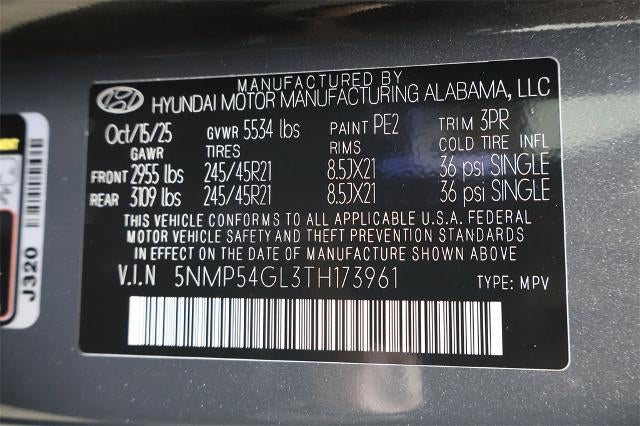 MANUFACTURED BY
HYUNDAI MOTOR MANUFACTURING ALABAMA, LLC
Oct/15/25 GVWR 5534 lbs PAINT PE2 TRIM 3PR
GAWR TIRES RIMS COLD TIRE INFL
FRONT 2955 lbs 245/45R21 8.5JX21 36 psi SINGLE
REAR 3109 lbs 245/45R21 8.5JX21 36 psi SINGLE
THIS VEHICLE CONFORMS TO ALL APPLICABLE U.S.A. FEDERAL
MOTOR VEHICLE SAFETY AND THEFT PREVENTION STANDARDS
IN EFFECT ON THE DATE OF MANUFACTURE SHOWN ABOVE.
V.I.N 5NMP54GL3TH173961 TYPE: MPV
J320